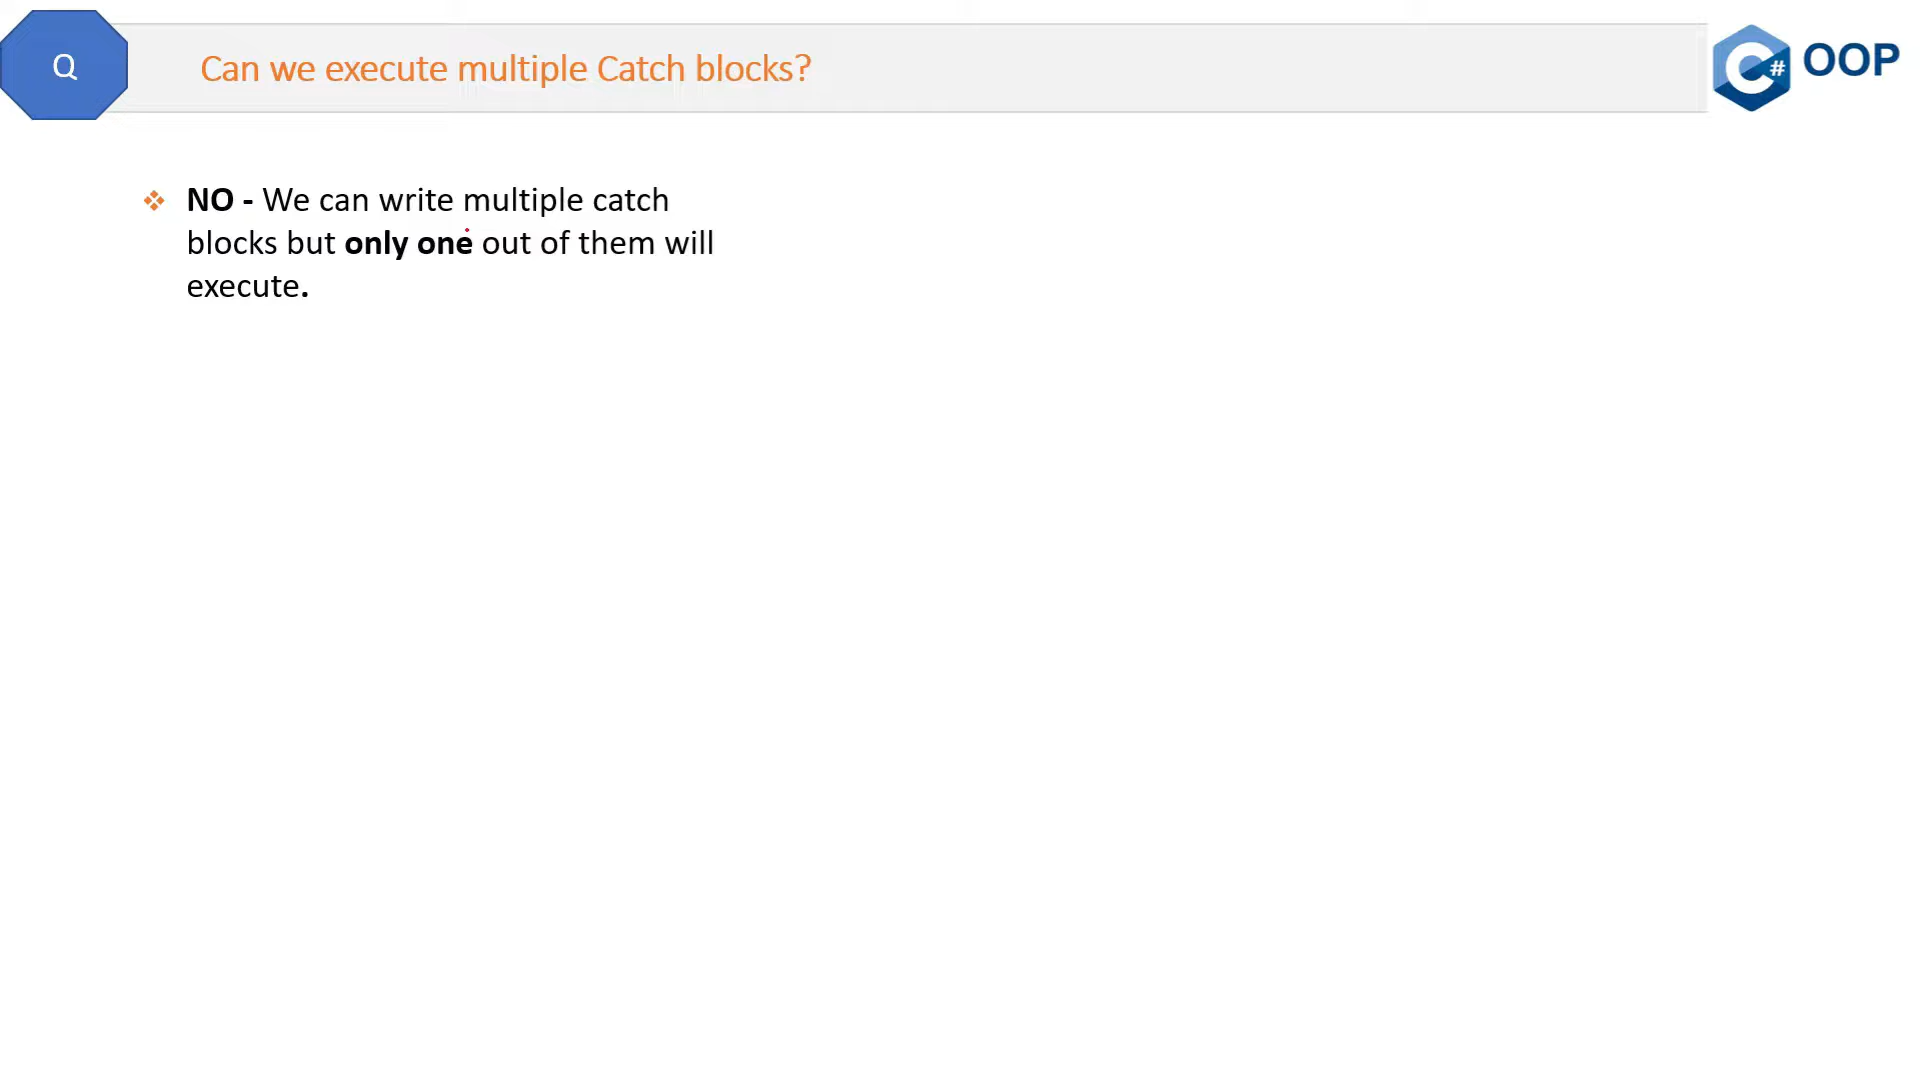 Q
Can we execute multiple Catch blocks?
C# OOP
NO - We can write multiple catch
blocks but only one out of them will
execute.